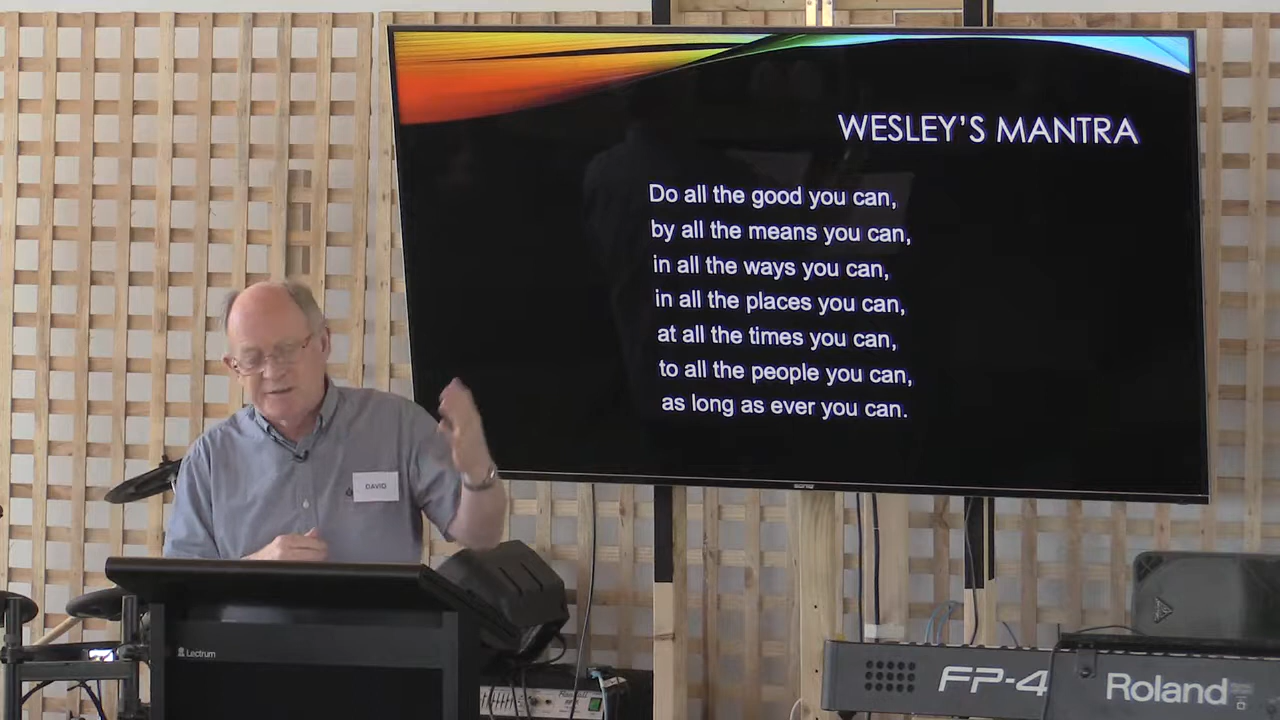 WESLEY'S MANTRA
Do all the good you can,
by all the means you can,
in all the ways you can,
in all the places you can,
at all the times you can,
to all the people you can,
as long as ever you can.
DAVID
Lectrum
FP-4
Roland